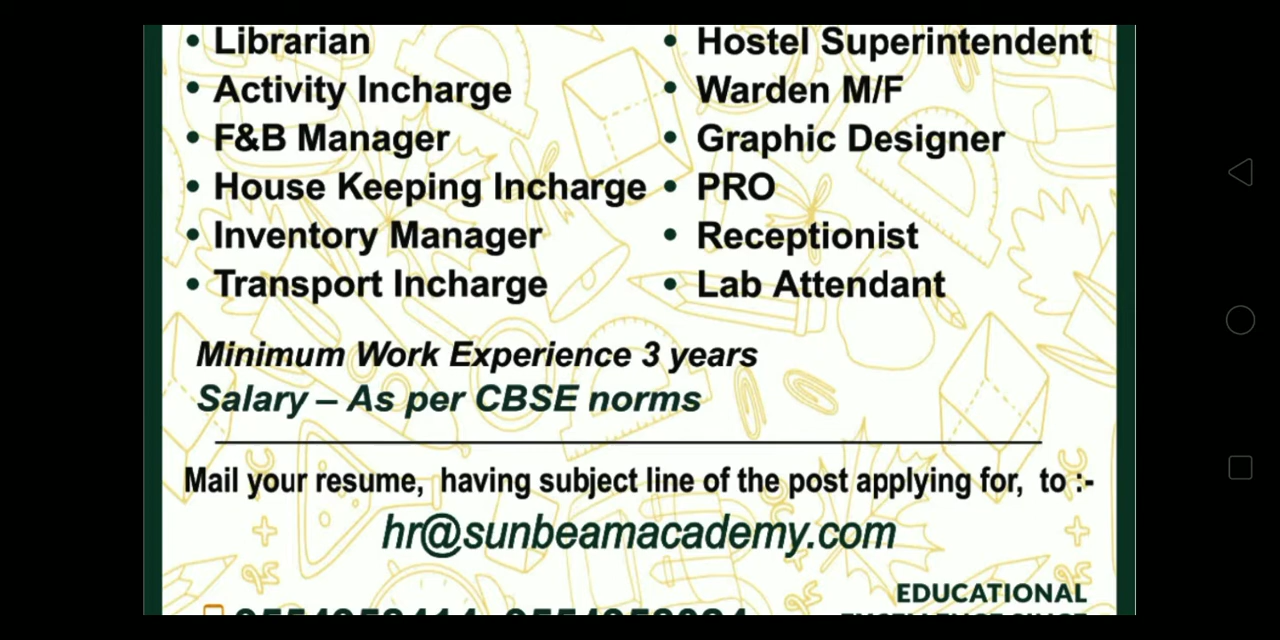 • Librarian
• Activity Incharge
• F&B Manager
• House Keeping Incharge
• Inventory Manager
• Transport Incharge
• Hostel Superintendent
• Warden M/F
• Graphic Designer
• PRO
• Receptionist
• Lab Attendant
Minimum Work Experience 3 years
Salary – As per CBSE norms
Mail your resume, having subject line of the post applying for, to :-
hr@sunbeamacademy.com
EDUCATIONAL